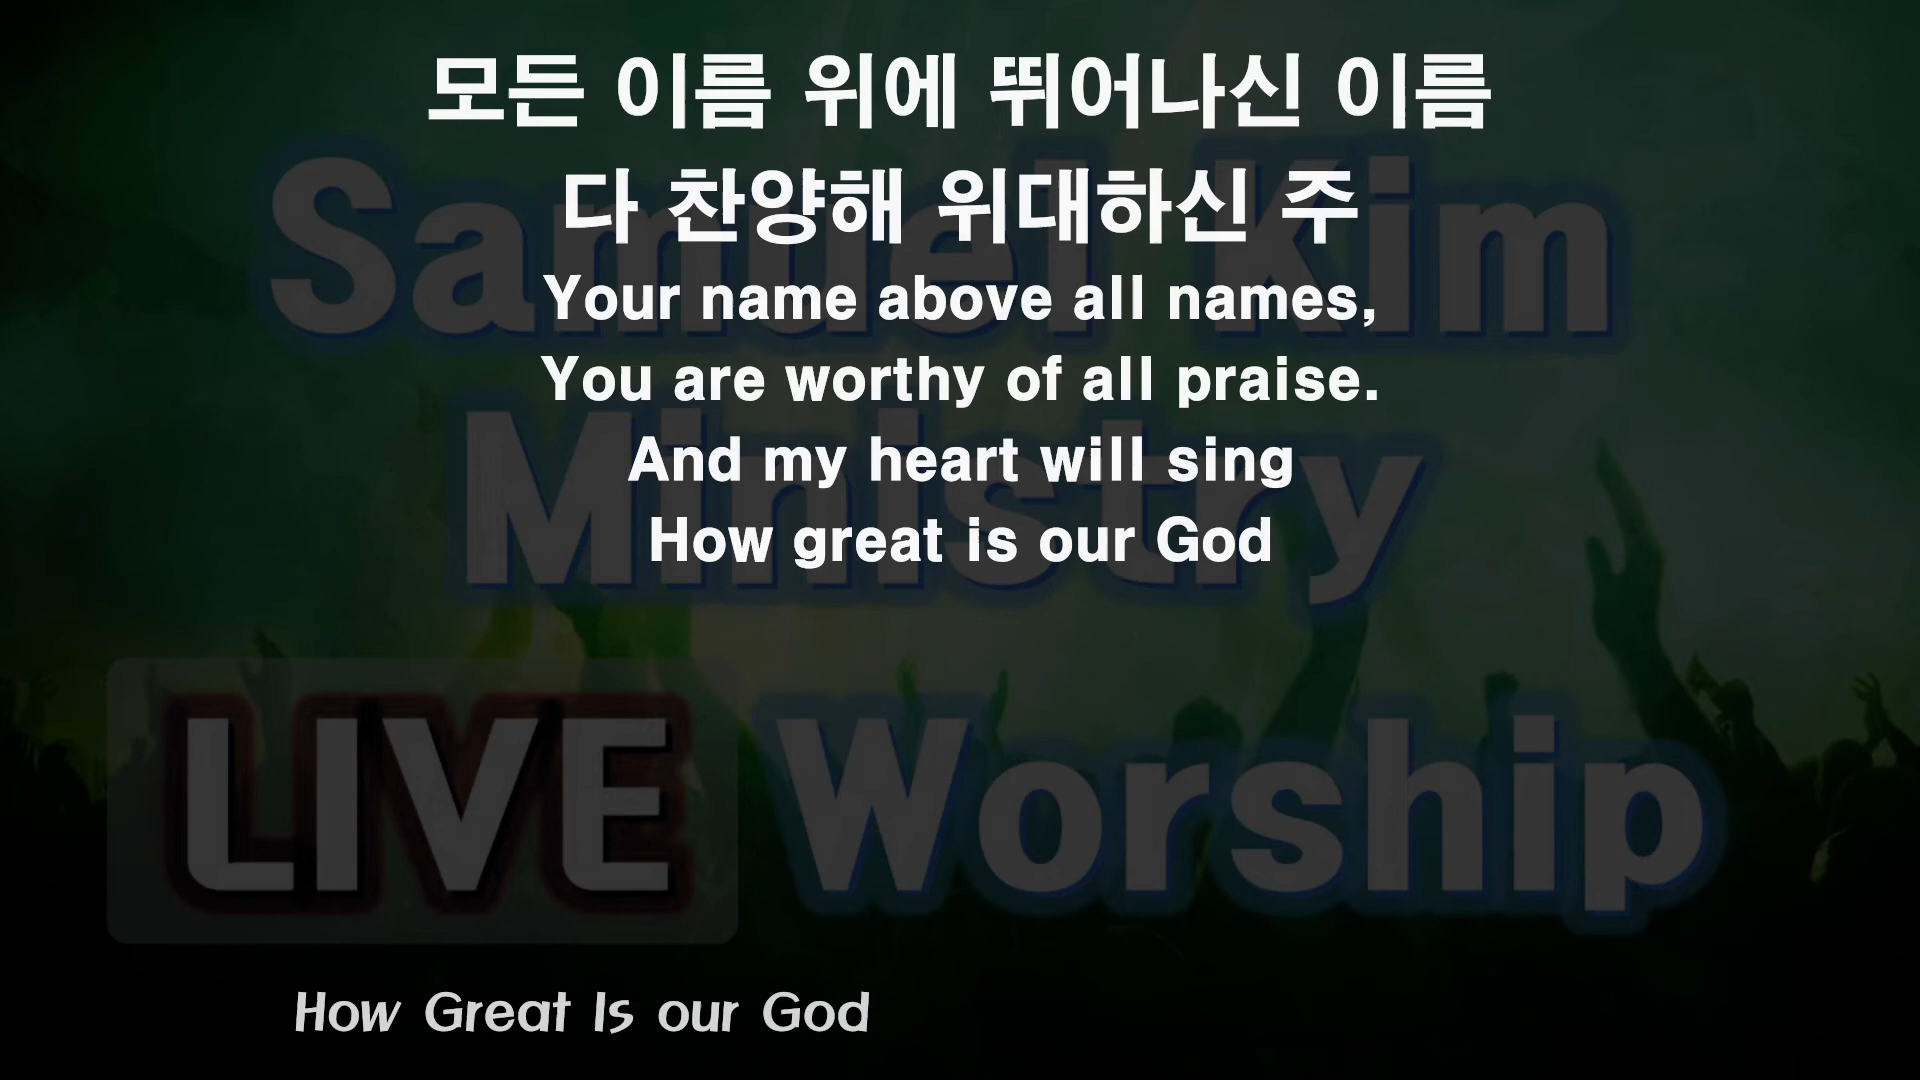 모든 이름 위에 뛰어나신 이름
다 찬양해 위대하신 주
Your name above all names,
You are worthy of all praise.
And my heart will sing
How great is our God
Samuel Kim
Ministry
LIVE Worship
How Great Is our God